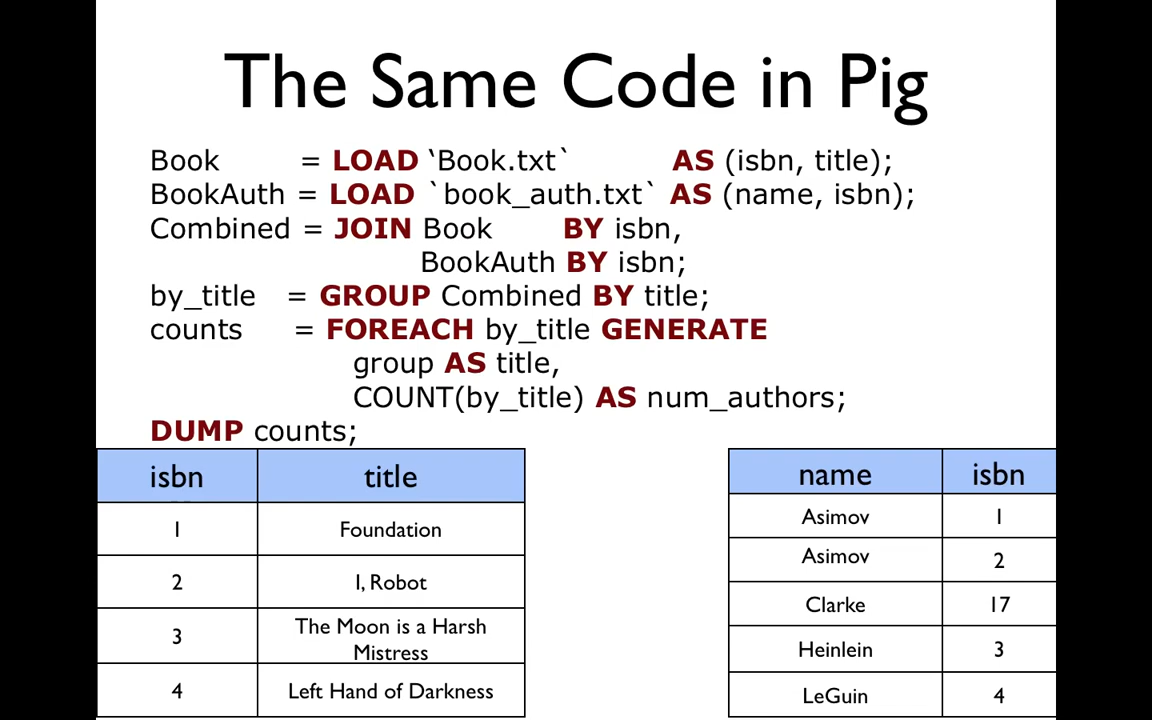 The Same Code in Pig
Book = LOAD `Book.txt` AS (isbn, title);
BookAuth = LOAD `book_auth.txt` AS (name, isbn);
Combined = JOIN Book BY isbn,
BookAuth BY isbn;
by_title = GROUP Combined BY title;
counts = FOREACH by_title GENERATE
group AS title,
COUNT(by_title) AS num_authors;
DUMP counts;
isbn title
1 Foundation
2 I, Robot
3 The Moon is a Harsh
Mistress
4 Left Hand of Darkness
name isbn
Asimov 1
Asimov 2
Clarke 17
Heinlein 3
LeGuin 4